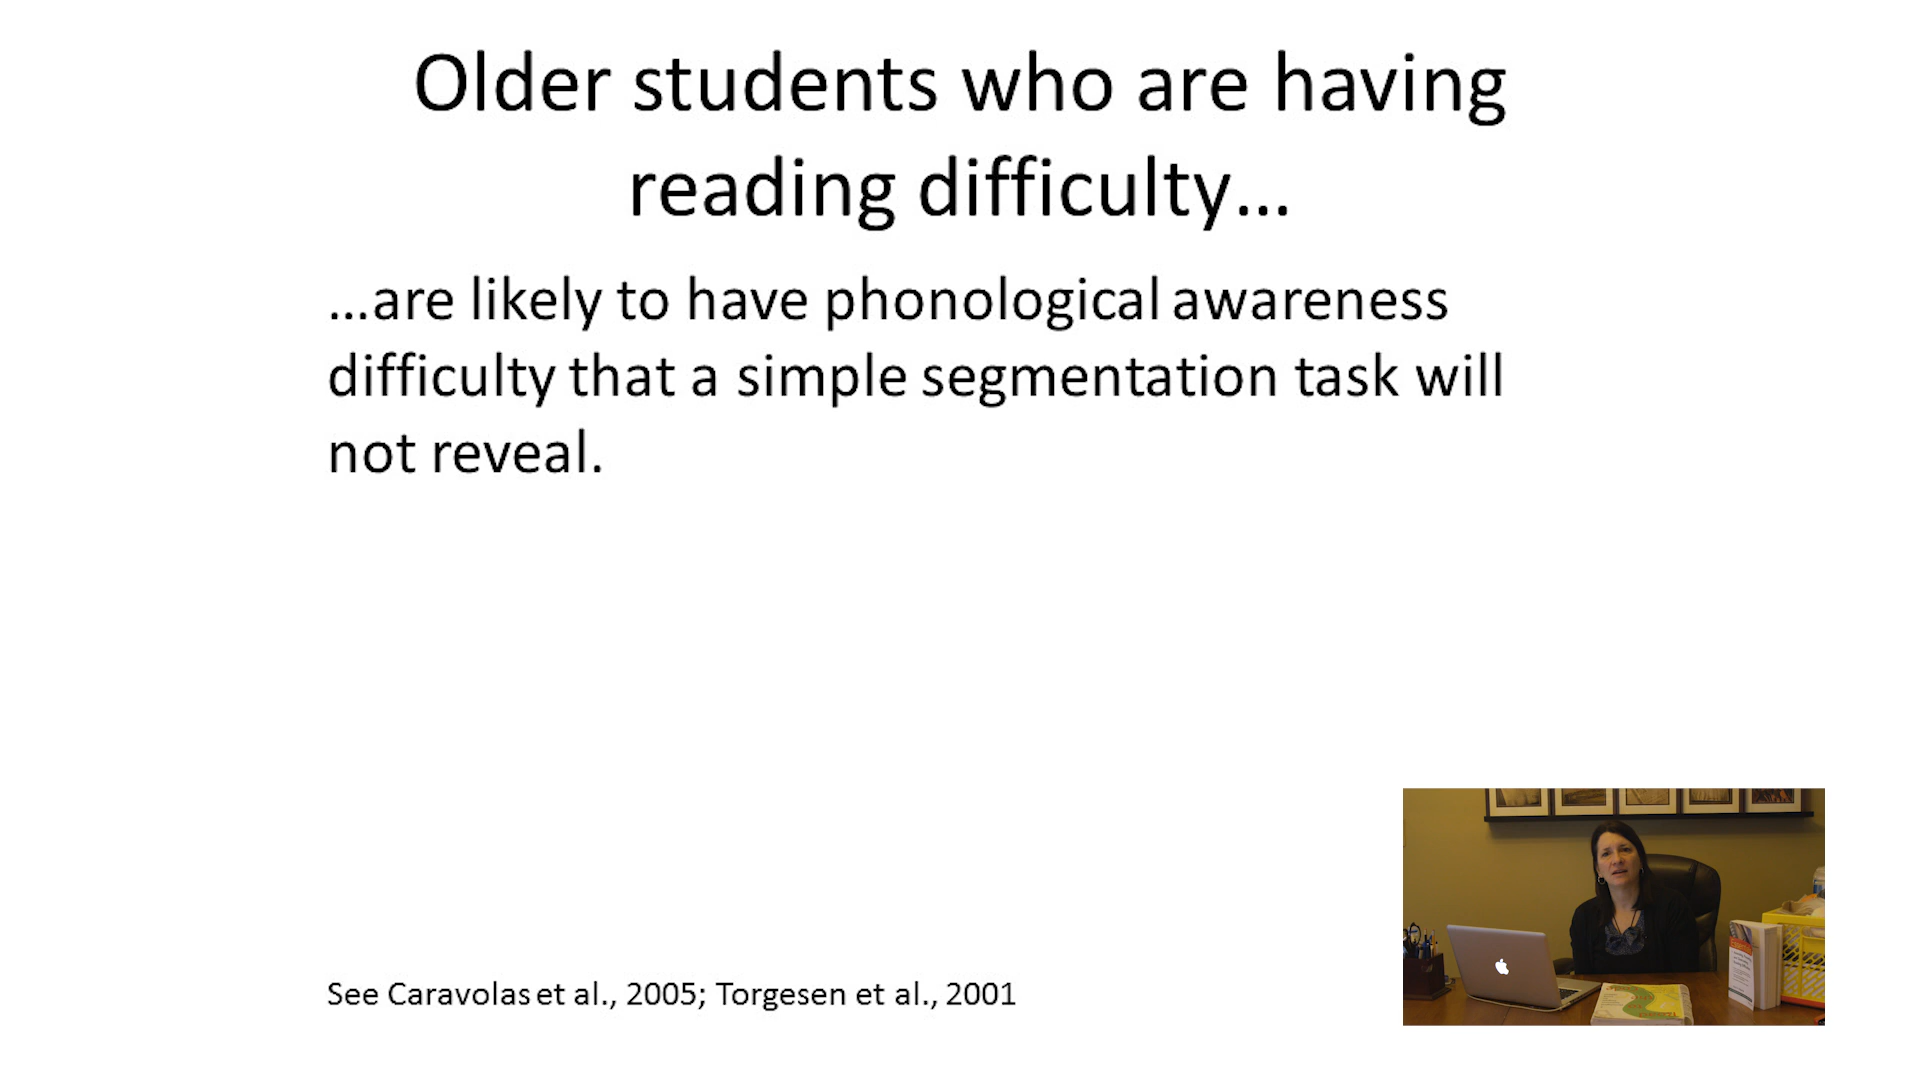 Older students who are having
reading difficulty…
…are likely to have phonological awareness
difficulty that a simple segmentation task will
not reveal.
See Caravolas et al., 2005; Torgesen et al., 2001